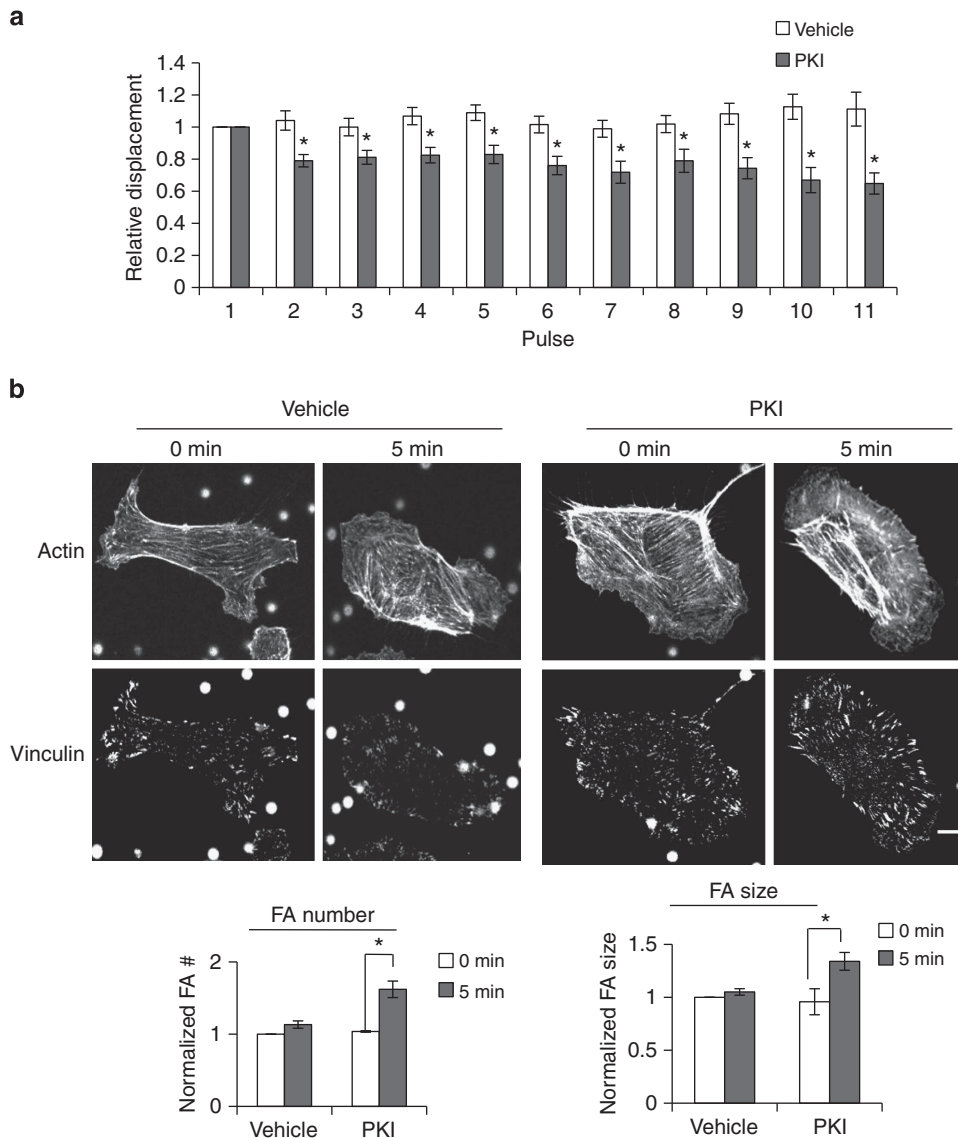 a
Vehicle
PKI
Relative displacement
1.4
1.2
1
0.8
0.6
0.4
0.2
0
* * * * * * * * * *
1 2 3 4 5 6 7 8 9 10 11
Pulse
b
Vehicle PKI
0 min 5 min 0 min 5 min
Actin
Vinculin
FA number
Normalized FA #
2
1
0
*
0 min
5 min
Vehicle PKI
FA size
Normalized FA size
1.5
1
0.5
0
*
0 min
5 min
Vehicle PKI